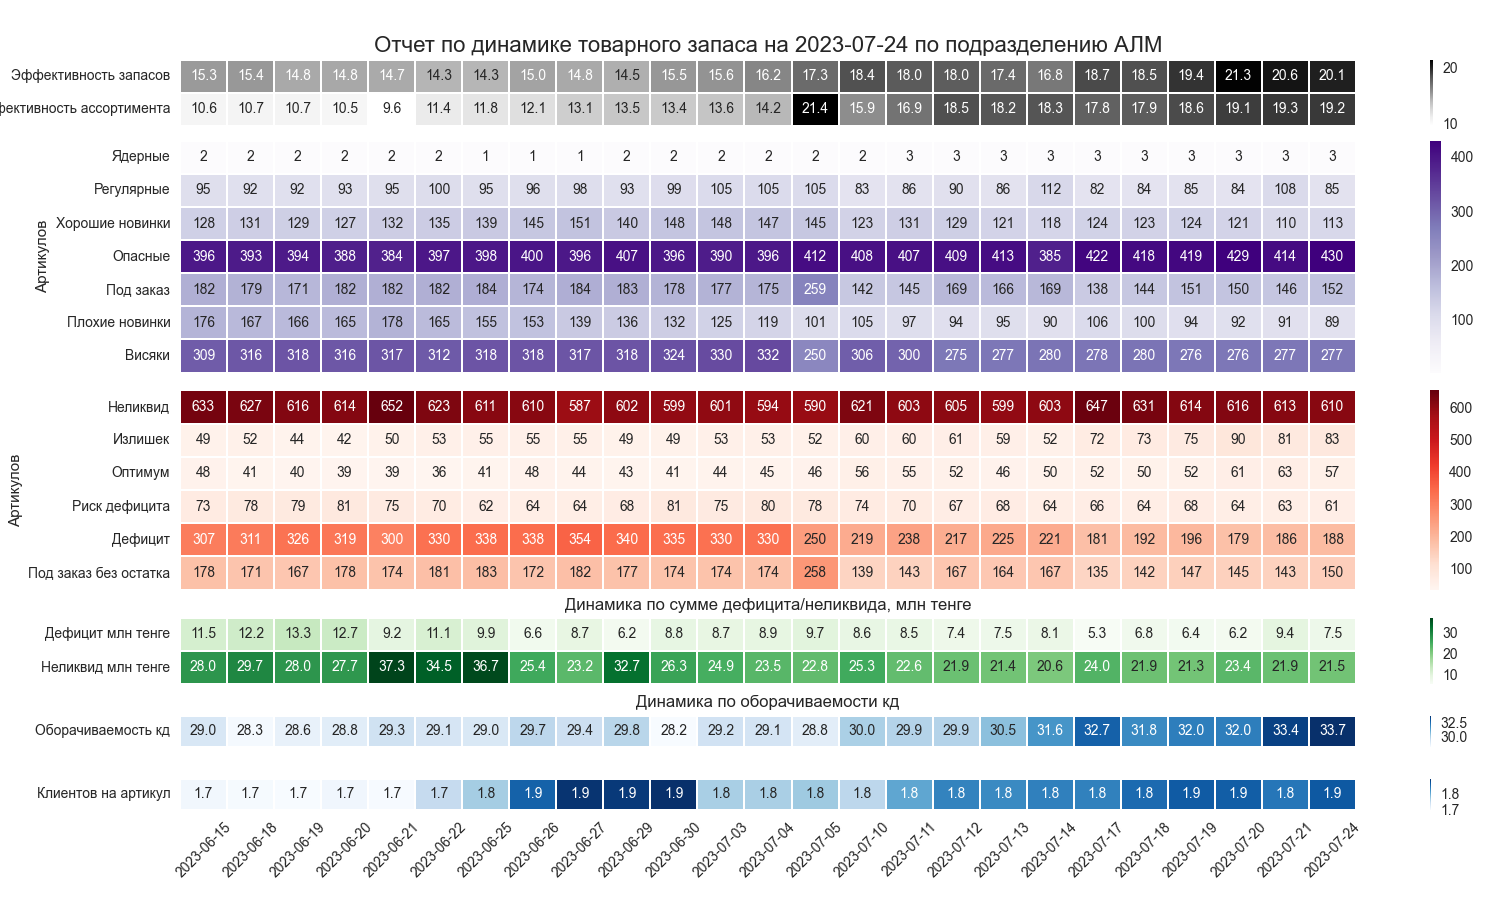 Отчет по динамике товарного запаса на 2023-07-24 по подразделению АЛМ
Эффективность запасов 15.3 15.4 14.8 14.8 14.7 14.3 14.3 15.0 14.8 14.5 15.5 15.6 16.2 17.3 18.4 18.0 18.0 17.4 16.8 18.7 18.5 19.4 21.3 20.6 20.1
фективность ассортимента 10.6 10.7 10.7 10.5 9.6 11.4 11.8 12.1 13.1 13.5 13.4 13.6 14.2 21.4 15.9 16.9 18.5 18.2 18.3 17.8 17.9 18.6 19.1 19.3 19.2
20
10
Артикулов
Ядерные 2 2 2 2 2 2 1 1 1 2 2 2 2 2 2 3 3 3 3 3 3 3 3 3 3
Регулярные 95 92 92 93 95 100 95 96 98 93 99 105 105 105 83 86 90 86 112 82 84 85 84 108 85
Хорошие новинки 128 131 129 127 132 135 139 145 151 140 148 148 147 145 123 131 129 121 118 124 123 124 121 110 113
Опасные 396 393 394 388 384 397 398 400 396 407 396 390 396 412 408 407 409 413 385 422 418 419 429 414 430
Под заказ 182 179 171 182 182 182 184 174 184 183 178 177 175 259 142 145 169 166 169 138 144 151 150 146 152
Плохие новинки 176 167 166 165 178 165 155 153 139 136 132 125 119 101 105 97 94 95 90 106 100 94 92 91 89
Висяки 309 316 318 316 317 312 318 318 317 318 324 330 332 250 306 300 275 277 280 278 280 276 276 277 277
400
300
200
100
Артикулов
Неликвид 633 627 616 614 652 623 611 610 587 602 599 601 594 590 621 603 605 599 603 647 631 614 616 613 610
Излишек 49 52 44 42 50 53 55 55 55 49 49 53 53 52 60 60 61 59 52 72 73 75 90 81 83
Оптимум 48 41 40 39 39 36 41 48 44 43 41 44 45 46 56 55 52 46 50 52 50 52 61 63 57
Риск дефицита 73 78 79 81 75 70 62 64 64 68 81 75 80 78 74 70 67 68 64 66 64 68 64 63 61
Дефицит 307 311 326 319 300 330 338 338 354 340 335 330 330 250 219 238 217 225 221 181 192 196 179 186 188
Под заказ без остатка 178 171 167 178 174 181 183 172 182 177 174 174 174 258 139 143 167 164 167 135 142 147 145 143 150
600
500
400
300
200
100
Динамика по сумме дефицита/неликвида, млн тенге
Дефицит млн тенге 11.5 12.2 13.3 12.7 9.2 11.1 9.9 6.6 8.7 6.2 8.8 8.7 8.9 9.7 8.6 8.5 7.4 7.5 8.1 5.3 6.8 6.4 6.2 9.4 7.5
Неликвид млн тенге 28.0 29.7 28.0 27.7 37.3 34.5 36.7 25.4 23.2 32.7 26.3 24.9 23.5 22.8 25.3 22.6 21.9 21.4 20.6 24.0 21.9 21.3 23.4 21.9 21.5
30
20
10
Динамика по оборачиваемости кд
Оборачиваемость кд 29.0 28.3 28.6 28.8 29.3 29.1 29.0 29.7 29.4 29.8 28.2 29.2 29.1 28.8 30.0 29.9 29.9 30.5 31.6 32.7 31.8 32.0 32.0 33.4 33.7
32.5
30.0
Клиентов на артикул 1.7 1.7 1.7 1.7 1.7 1.7 1.8 1.9 1.9 1.9 1.9 1.8 1.8 1.8 1.8 1.8 1.8 1.8 1.8 1.8 1.8 1.9 1.9 1.8 1.9
1.8
1.7
2023-06-15 2023-06-18 2023-06-19 2023-06-20 2023-06-21 2023-06-22 2023-06-25 2023-06-26 2023-06-27 2023-06-29 2023-06-30 2023-07-03 2023-07-04 2023-07-05 2023-07-10 2023-07-11 2023-07-12 2023-07-13 2023-07-14 2023-07-17 2023-07-18 2023-07-19 2023-07-20 2023-07-21 2023-07-24